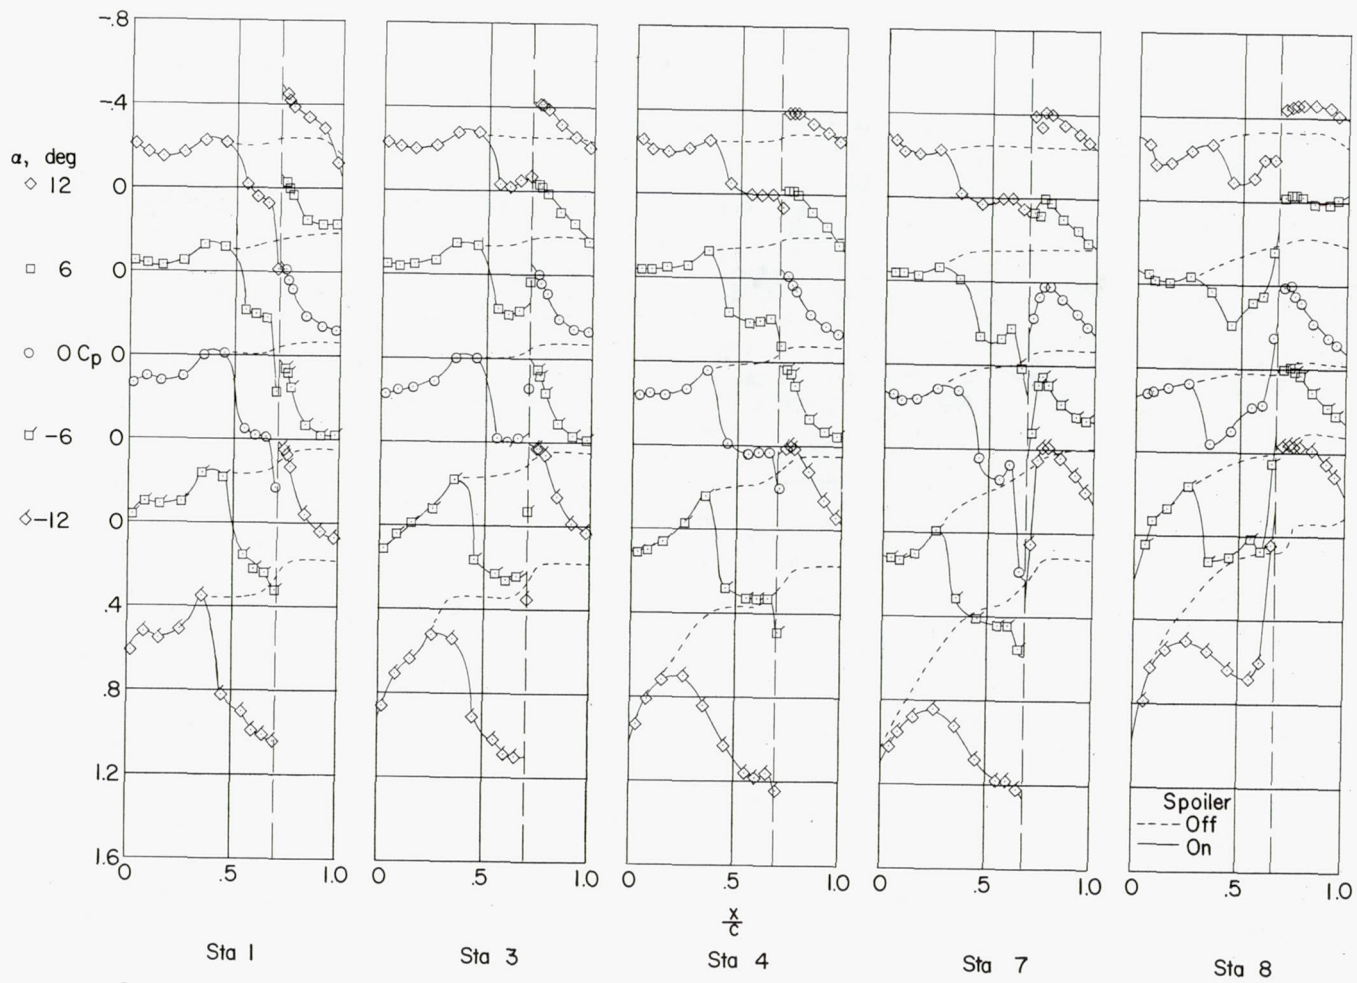 -.8
-.4
α, deg
12 0
6 0
0 Cp 0
-6 0
-12 0
.4
.8
1.2
1.6
0 .5 1.0
0 .5 1.0
0 .5 1.0
0 .5 1.0
0 .5 1.0
Spoiler
Off
On
x/c
Sta 1
Sta 3
Sta 4
Sta 7
Sta 8